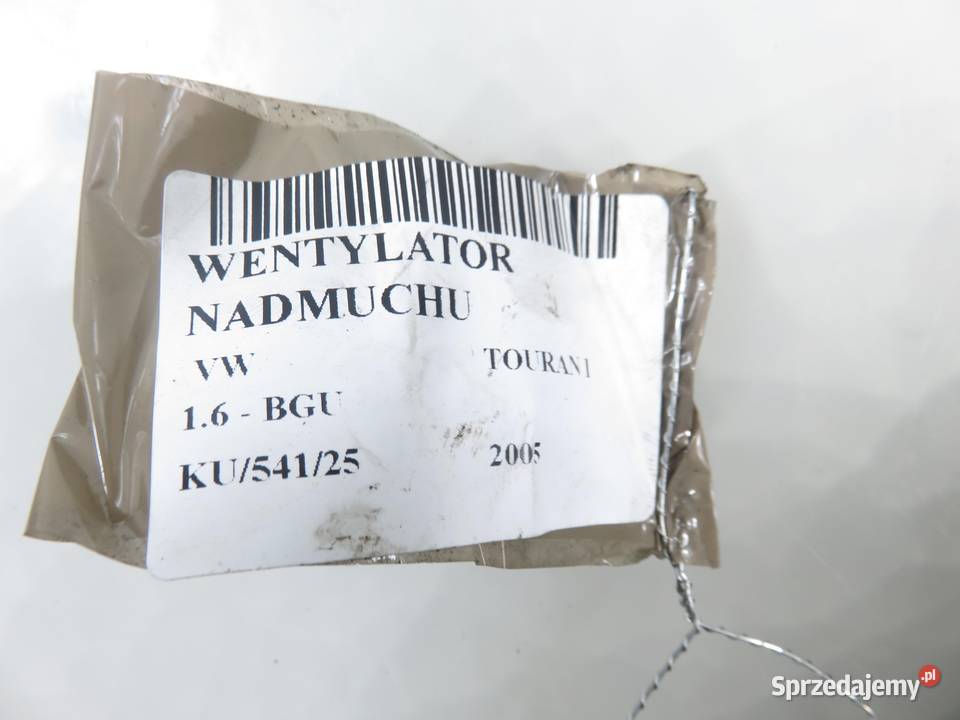 WENTYLATOR
NADMUCHU
VW TOURAN I
1.6 - BGU
KU/541/25 2005
Sprzedajemy.pl